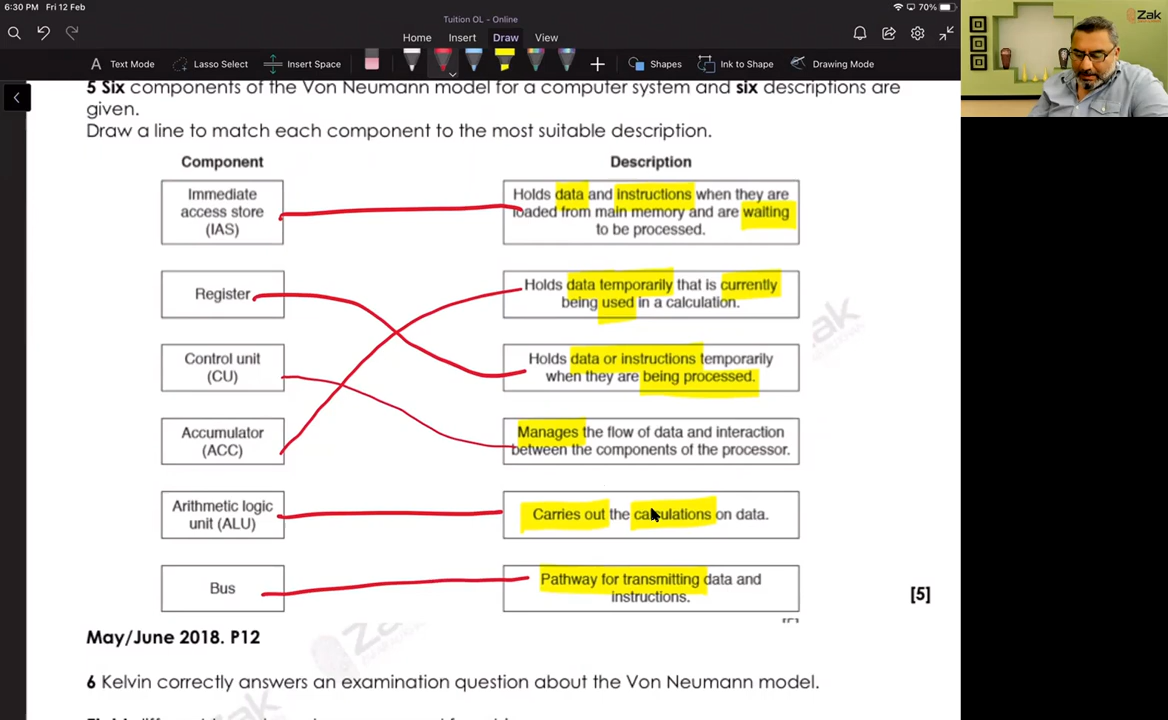 6:30 PM Fri 12 Feb
Tuition OL - Online
70%
Zak
Home Insert Draw View
Text Mode Lasso Select Insert Space Shapes Ink to Shape Drawing Mode
5 Six components of the Von Neumann model for a computer system and six descriptions are
given.
Draw a line to match each component to the most suitable description.
Component Description
Immediate
access store
(IAS)
Holds data and instructions when they are
loaded from main memory and are waiting
to be processed.
Register
Holds data temporarily that is currently
being used in a calculation.
Control unit
(CU)
Holds data or instructions temporarily
when they are being processed.
Accumulator
(ACC)
Manages the flow of data and interaction
between the components of the processor.
Arithmetic logic
unit (ALU)
Carries out the calculations on data.
Bus
Pathway for transmitting data and
instructions.
[5]
Zak
May/June 2018. P12
6 Kelvin correctly answers an examination question about the Von Neumann model.